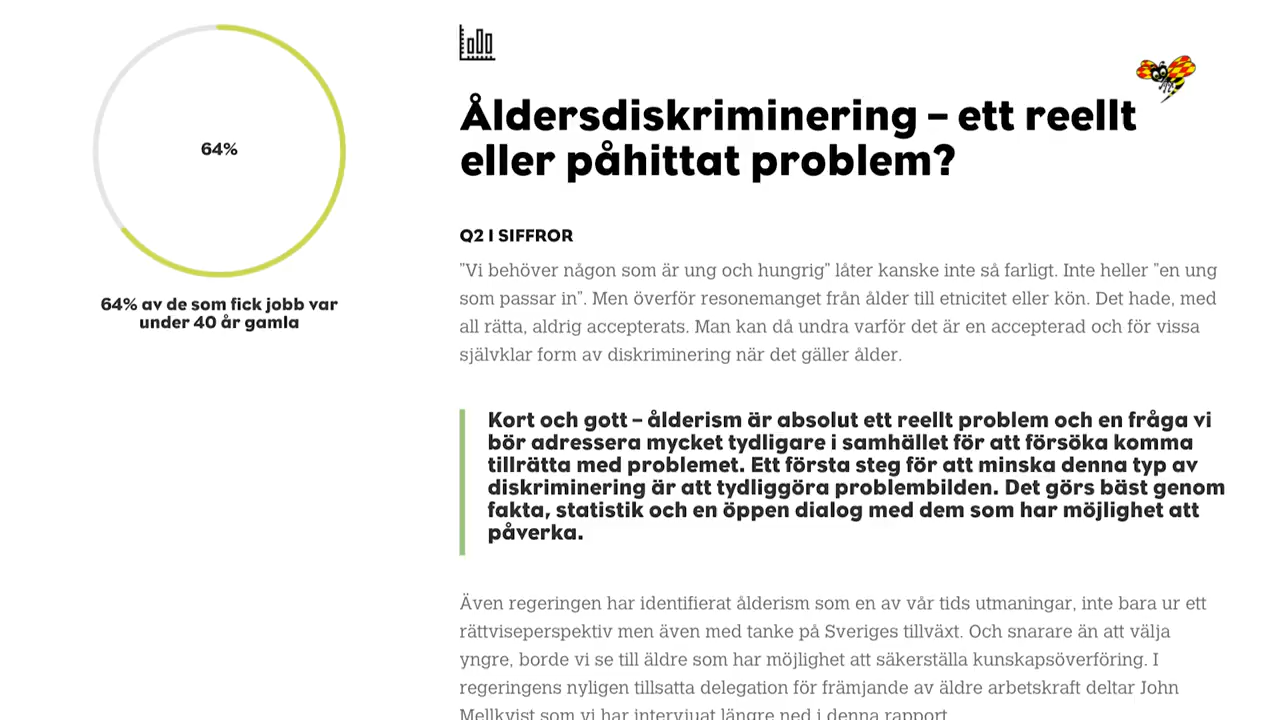 64%
64% av de som fick jobb var
under 40 år gamla
Åldersdiskriminering – ett reellt
eller påhittat problem?
Q2 I SIFFROR
”Vi behöver någon som är ung och hungrig” låter kanske inte så farligt. Inte heller ”en ung
som passar in”. Men överför resonemanget från ålder till etnicitet eller kön. Det hade, med
all rätta, aldrig accepterats. Man kan då undra varför det är en accepterad och för vissa
självklar form av diskriminering när det gäller ålder.
Kort och gott – ålderism är absolut ett reellt problem och en fråga vi
bör adressera mycket tydligare i samhället för att försöka komma
tillrätta med problemet. Ett första steg för att minska denna typ av
diskriminering är att tydliggöra problembilden. Det görs bäst genom
fakta, statistik och en öppen dialog med dem som har möjlighet att
påverka.
Även regeringen har identifierat ålderism som en av vår tids utmaningar, inte bara ur ett
rättviseperspektiv men även med tanke på Sveriges tillväxt. Och snarare än att välja
yngre, borde vi se till äldre som har möjlighet att säkerställa kunskapsöverföring. I
regeringens nyligen tillsatta delegation för främjande av äldre arbetskraft deltar John
Mellkvist som vi har intervjuat längre ned i denna rapport.